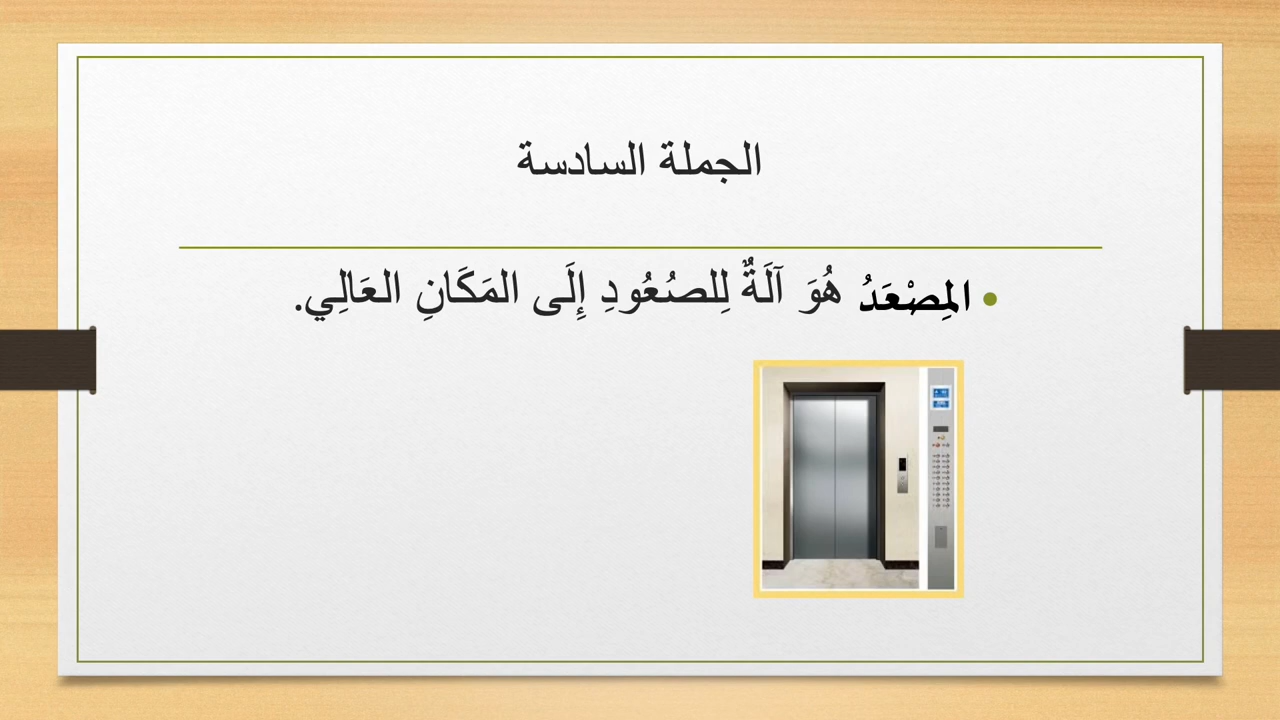 الجملة السادسة
• المِصْعَدُ هُوَ آلَةٌ لِلصُعُودِ إِلَى المَكَانِ العَالِي.